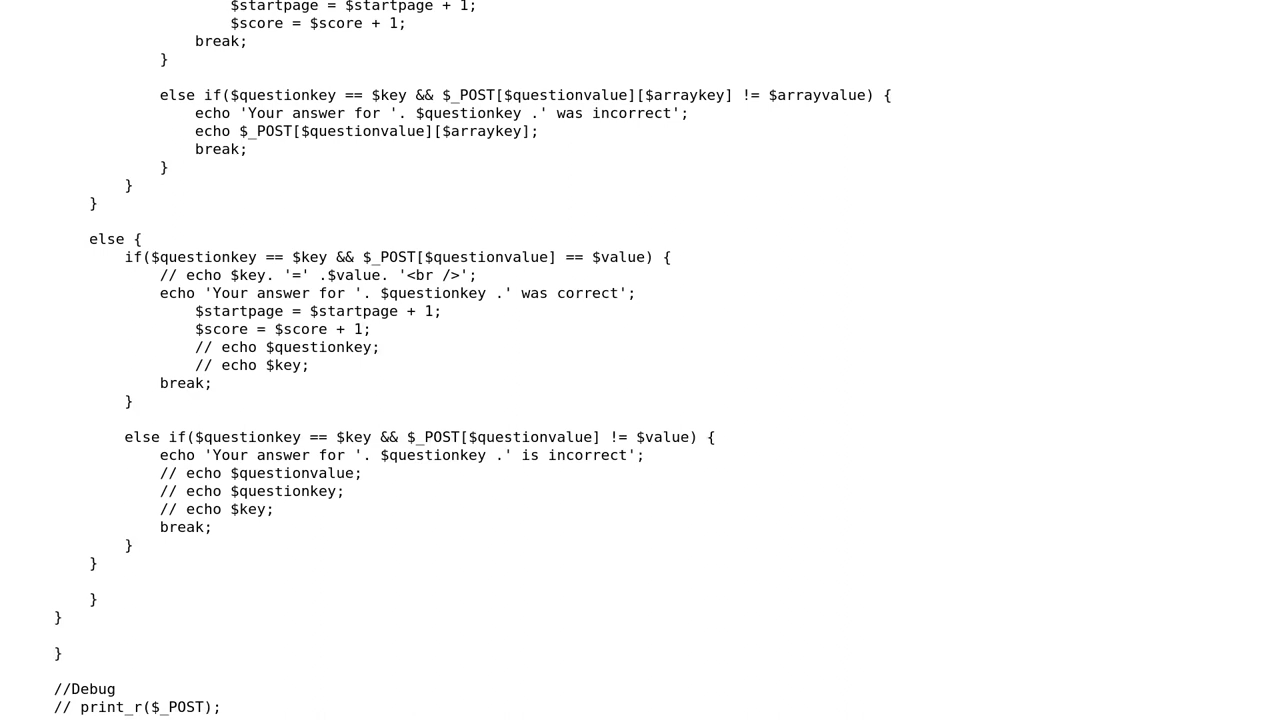 $startpage = $startpage + 1;
$score = $score + 1;
break;
}
else if($questionkey == $key && $_POST[$questionvalue][$arraykey] != $arrayvalue) {
echo 'Your answer for '. $questionkey .' was incorrect';
echo $_POST[$questionvalue][$arraykey];
break;
}
}
}
else {
if($questionkey == $key && $_POST[$questionvalue] == $value) {
// echo $key. '=' .$value. '<br />';
echo 'Your answer for '. $questionkey .' was correct';
$startpage = $startpage + 1;
$score = $score + 1;
// echo $questionkey;
// echo $key;
break;
}
else if($questionkey == $key && $_POST[$questionvalue] != $value) {
echo 'Your answer for '. $questionkey .' is incorrect';
// echo $questionvalue;
// echo $questionkey;
// echo $key;
break;
}
}
}
}
}
//Debug
// print_r($_POST);